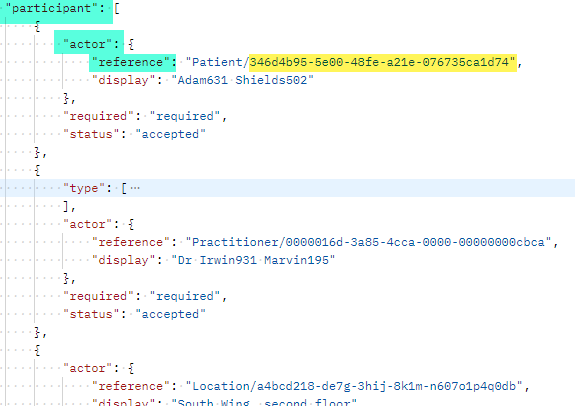 "participant": [
{
"actor": {
"reference": "Patient/346d4b95-5e00-48fe-a21e-076735ca1d74",
"display": "Adam631 Shields502"
},
"required": "required",
"status": "accepted"
},
{
"type": [ ...
],
"actor": {
"reference": "Practitioner/0000016d-3a85-4cca-0000-00000000cbca",
"display": "Dr Irwin931 Marvin195"
},
"required": "required",
"status": "accepted"
},
{
"actor": {
"reference": "Location/a4bcd218-de7g-3hij-8k1m-n607o1p4q0db",
"display": "South Wing, second floor"